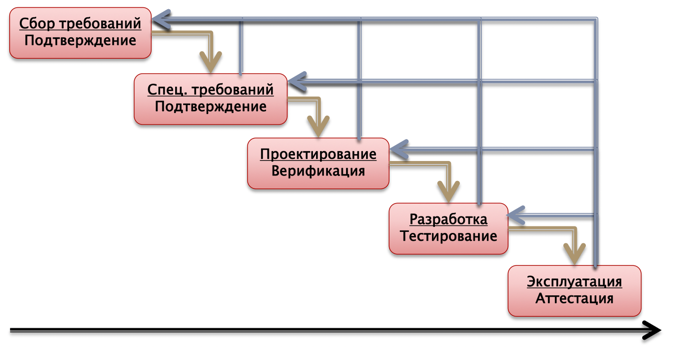 Сбор требований
Подтверждение
Спец. требований
Подтверждение
Проектирование
Верификация
Разработка
Тестирование
Эксплуатация
Аттестация